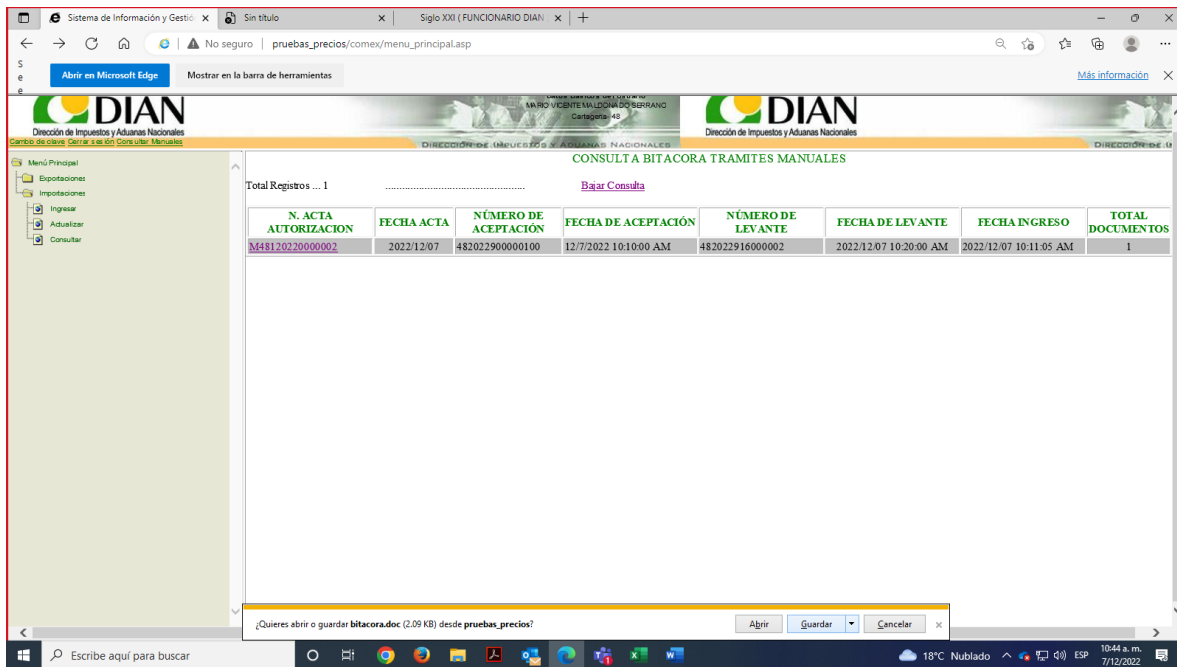 Sistema de Información y Gestió
Sin título
Siglo XXI ( FUNCIONARIO DIAN
No seguro | pruebas_precios/comex/menu_principal.asp
S
e
e
Abrir en Microsoft Edge
Mostrar en la barra de herramientas
Más información
DIAN
Dirección de Impuestos y Aduanas Nacionales
Cambio de clave Cerrar sesión Consultar Manuales
MARIO VICENTE MALDONADO SERRANO
Cartagena- 48
DIRECCIÓN DE IMPUESTOS Y ADUANAS NACIONALES
DIAN
Dirección de Impuestos y Aduanas Nacionales
DIRECCIÓN DE
Menú Principal
Exportaciones
Importaciones
Ingresar
Actualizar
Consultar
CONSULTA BITACORA TRAMITES MANUALES
Total Registros ... 1 ..................................................... Bajar Consulta
N. ACTA AUTORIZACION FECHA ACTA NÚMERO DE ACEPTACIÓN FECHA DE ACEPTACIÓN NÚMERO DE LEVANTE FECHA DE LEVANTE FECHA INGRESO TOTAL DOCUMENTOS
M48120220000002 2022/12/07 482022900000100 12/7/2022 10:10:00 AM 482022916000002 2022/12/07 10:20:00 AM 2022/12/07 10:11:05 AM 1
¿Quieres abrir o guardar bitacora.doc (2.09 KB) desde pruebas_precios?
Abrir
Guardar
Cancelar
Escribe aquí para buscar
18°C Nublado
ESP
10:44 a. m.
7/12/2022